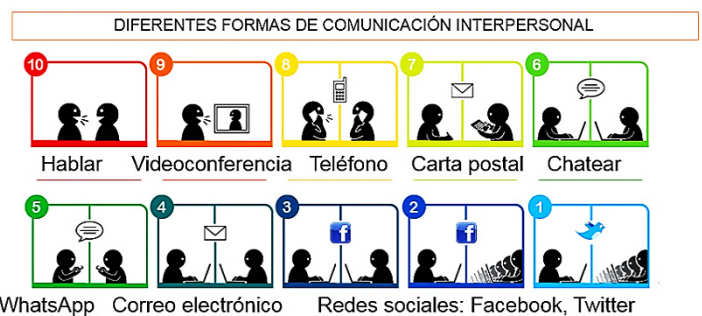 DIFERENTES FORMAS DE COMUNICACIÓN INTERPERSONAL
10 9 8 7 6
Hablar Videoconferencia Teléfono Carta postal Chatear
5 4 3 2 1
f f
WhatsApp Correo electrónico Redes sociales: Facebook, Twitter